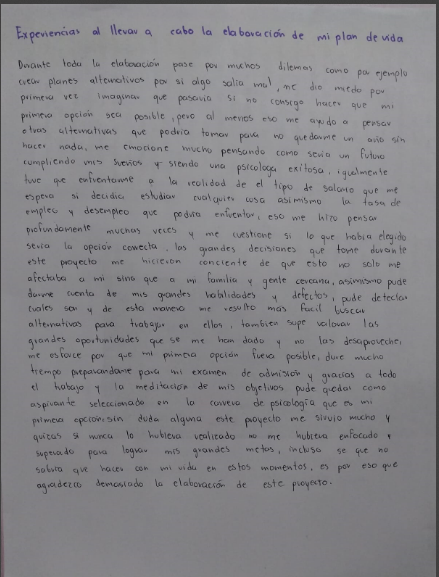 Experiencias al llevar a cabo la elaboración de mi plan de vida
Durante toda la elaboración pase por muchos dilemas como por ejemplo
crear planes alternativos por si algo salia mal, me dio miedo por
primera vez imaginar que pasaria si no consigo hacer que mi
primera opción sea posible, pero al menos eso me ayudo a pensar
otras alternativas que podria tomar para no quedarme un año sin
hacer nada, me emocione mucho pensando como seria un futuro
cumpliendo mis sueños y siendo una psicologa exitosa, igualmente
tuve que enfrentarme a la realidad de el tipo de salario que me
espera si decidia estudiar cualquier cosa asimismo la tasa de
empleo y desempleo que podria enfrentar, eso me hizo pensar
profundamente muchas veces y me cuestione si lo que habia elegido
seria la opción correcta, las grandes decisiones que tome durante
este proyecto me hicieron conciente de que esto no solo me
afectaba a mi sino que a mi familia y gente cercana, asimismo pude
darme cuenta de mis grandes habilidades y defectos, pude detectar
cuales son y de esta manera me resulto más facil buscar
alternativas para trabajar en ellos, tambien supe valorar las
grandes oportunidades que se me han dado y no las desaproveche,
me esforce por que mi primera opción fuera posible, dure mucho
tiempo preparandome para mi examen de admisión y gracias a todo
el trabajo y la meditación de mis objetivos pude quedar como
aspirante seleccionado en la carrera de psicología que es mi
primera opcion, sin duda alguna este proyecto me sirvio mucho y
quizas si nunca lo hubiera realizado no me hubiera enfocado y
superado para lograr mis grandes metas, incluso se que no
sabria que hacer con mi vida en estos momentos, es por eso que
agradezco demasiado la elaboración de este proyecto.